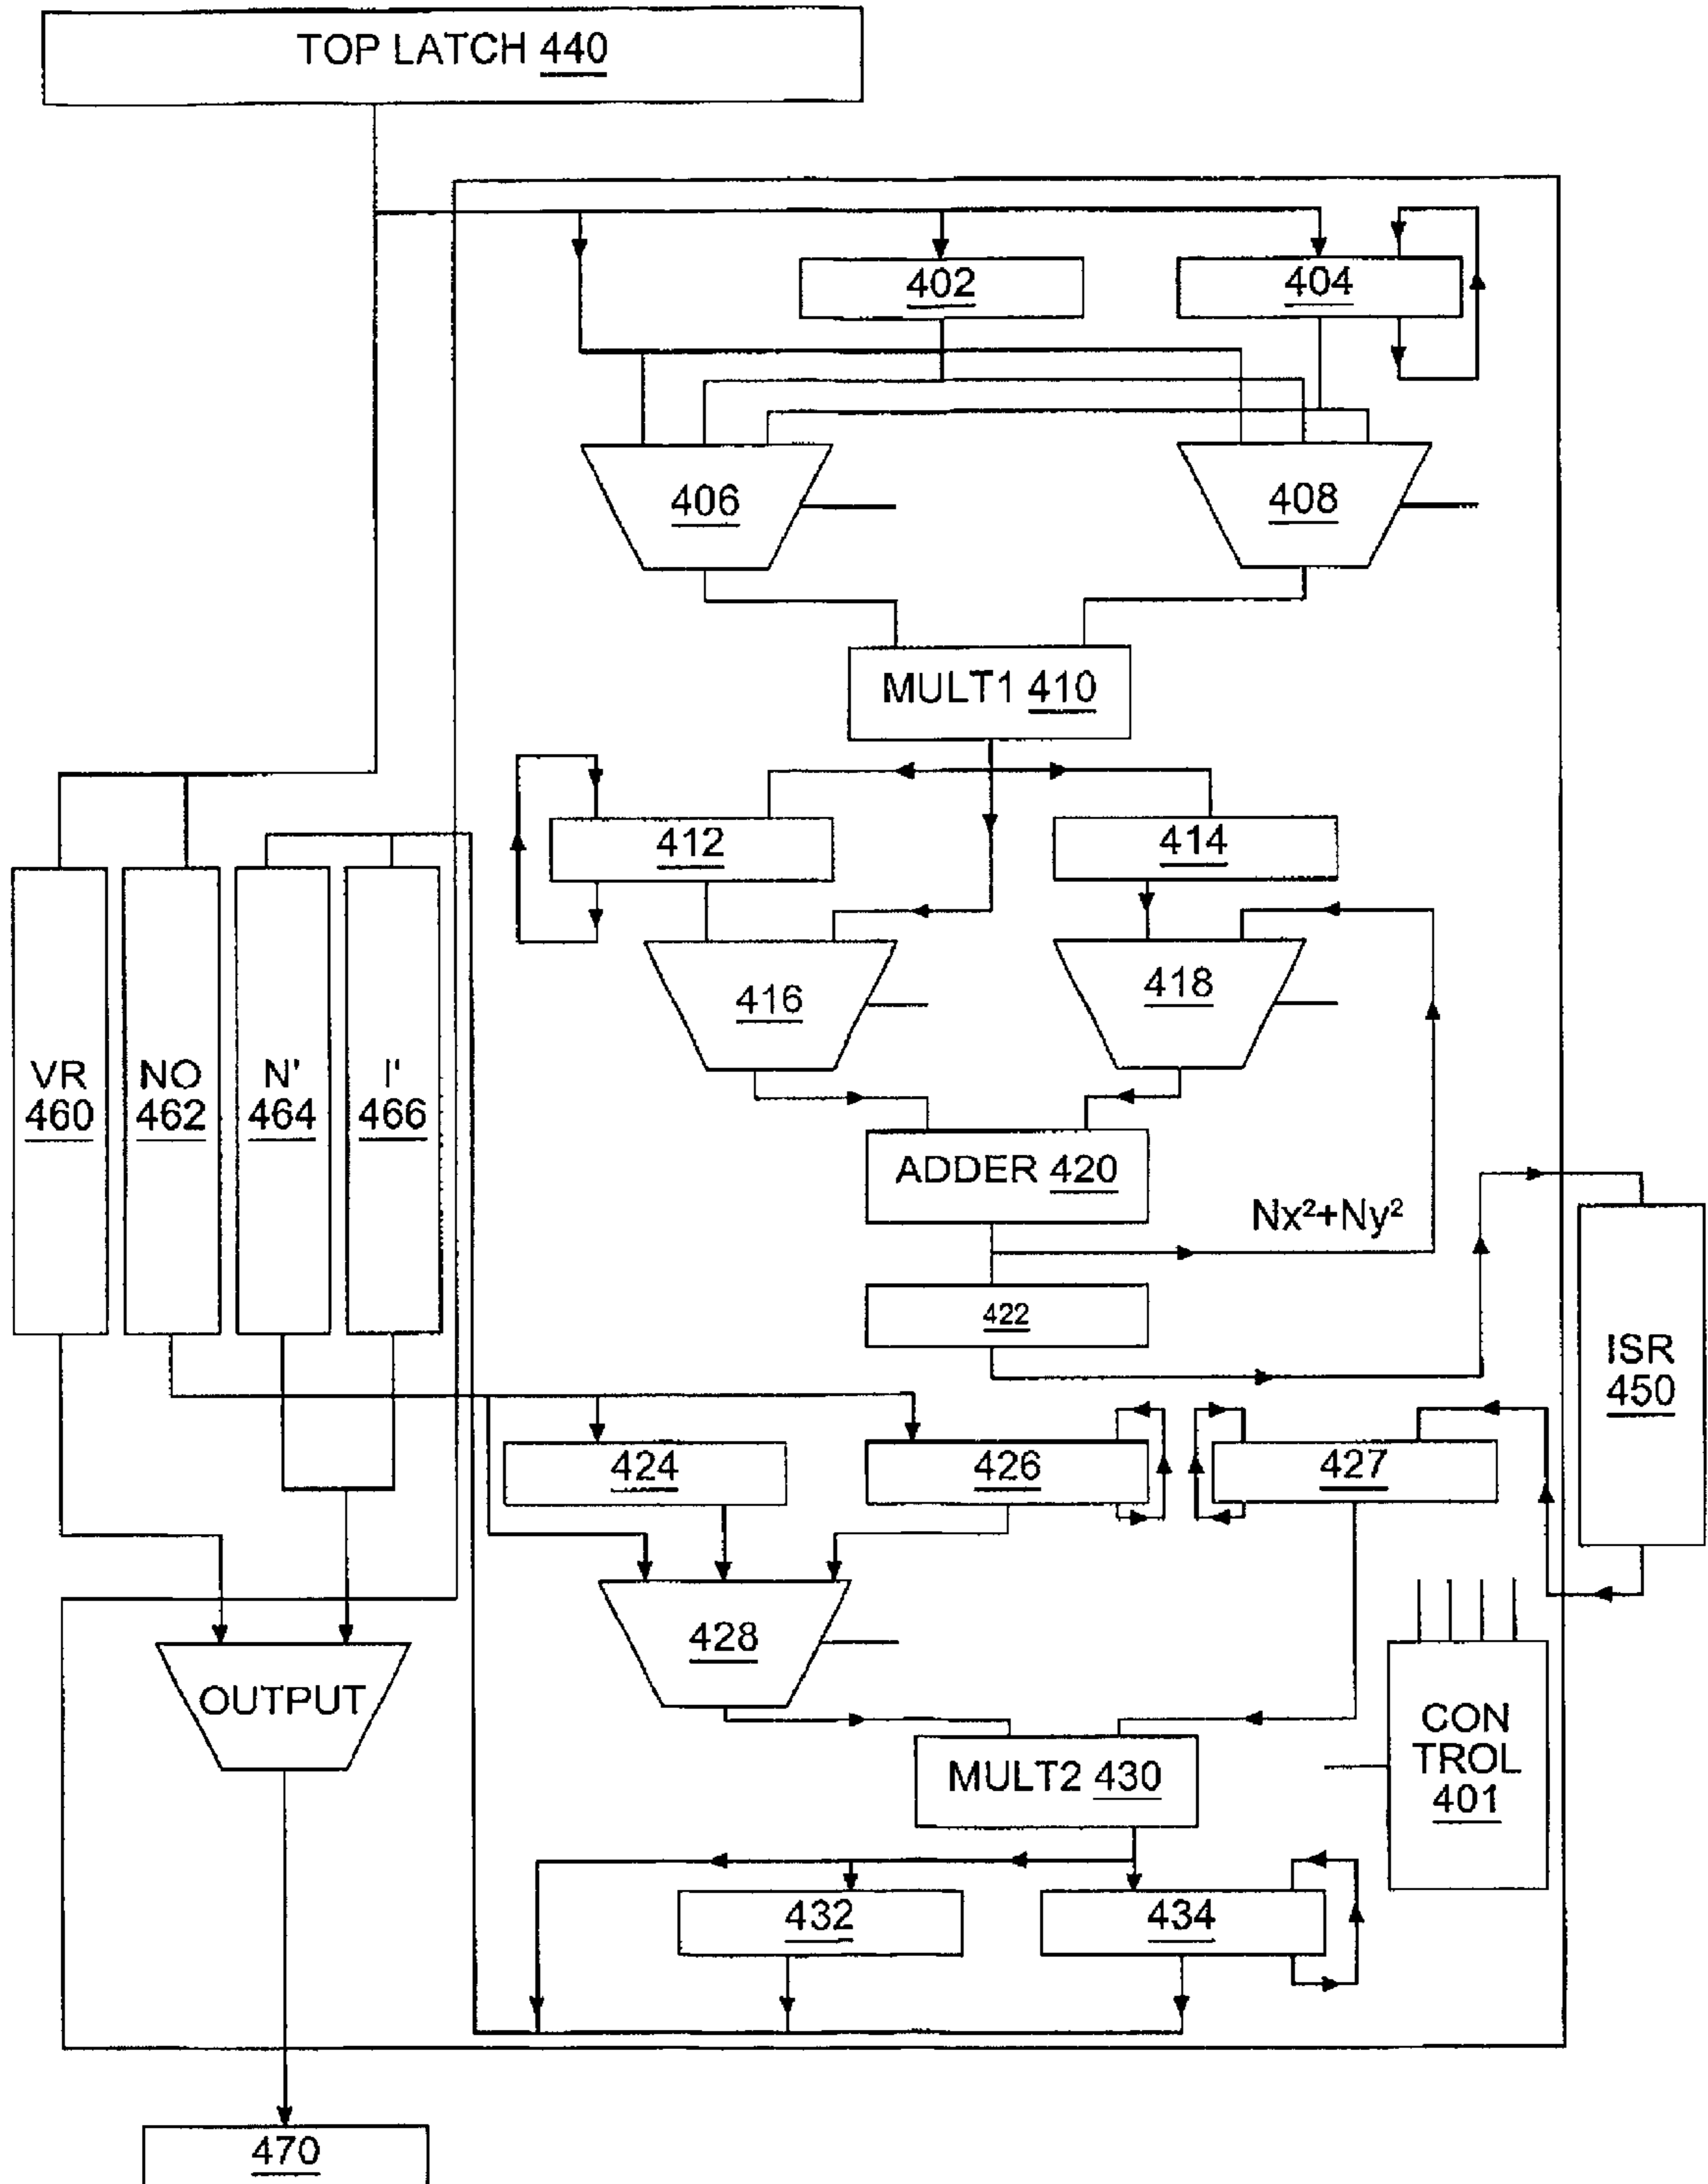 TOP LATCH 440
402
404
406
408
MULT1 410
412
414
416
418
VR
460
NO
462
N'
464
I'
466
ADDER 420
Nx²+Ny²
422
ISR
450
424
426
427
428
OUTPUT
CON
TROL
401
MULT2 430
432
434
470